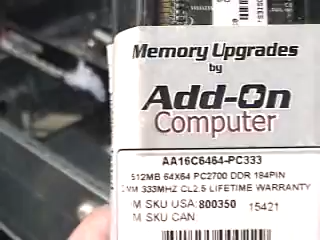 Memory Upgrades
by
Add-On
Computer
AA16C6464-PC333
512MB 64X64 PC2700 DDR 184PIN
333MHZ CL2.5 LIFETIME WARRANTY
M SKU USA: 800350 15421
M SKU CAN: